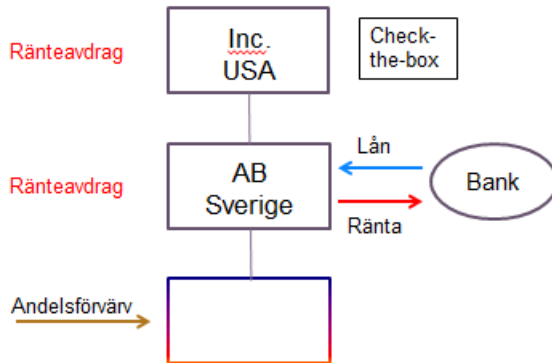 Ränteavdrag
Inc.
USA
Check-
the-box
Ränteavdrag
AB
Sverige
Lån
Ränta
Bank
Andelsförvärv